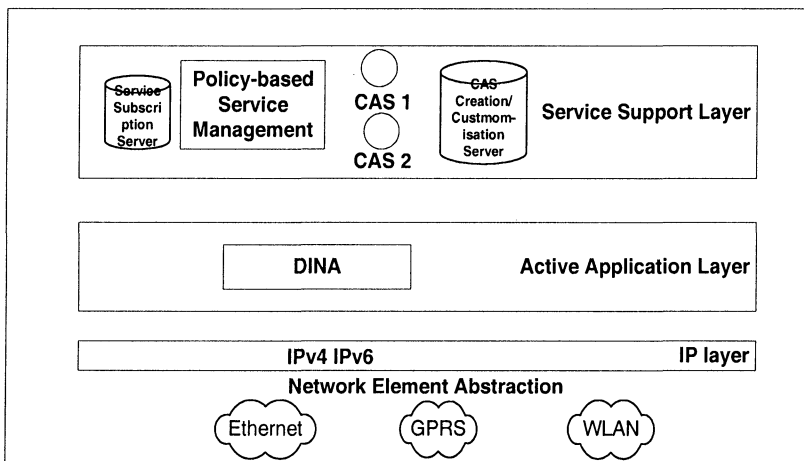 Service
Subscri
ption
Server
Policy-based
Service
Management
CAS 1
CAS 2
CAS
Creation/
Custmom-
isation
Server
Service Support Layer
DINA
Active Application Layer
IPv4 IPv6
IP layer
Network Element Abstraction
Ethernet
GPRS
WLAN